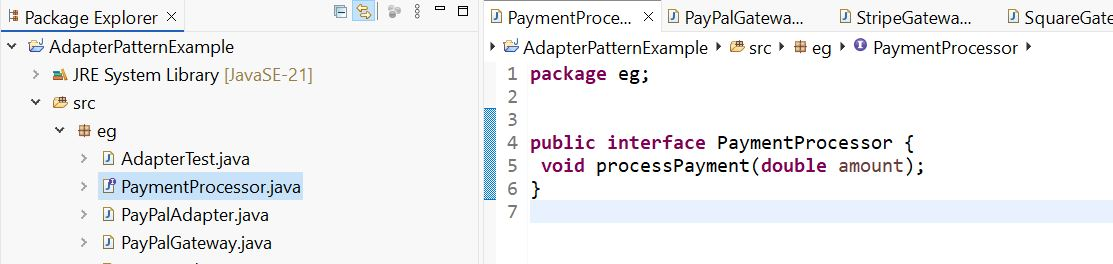 Package Explorer
AdapterPatternExample
JRE System Library [JavaSE-21]
src
eg
AdapterTest.java
PaymentProcessor.java
PayPalAdapter.java
PayPalGateway.java
PaymentProce... PayPalGatewa... StripeGatewa... SquareGate
AdapterPatternExample src eg PaymentProcessor
1 package eg;
2
3
4 public interface PaymentProcessor {
5 void processPayment(double amount);
6 }
7